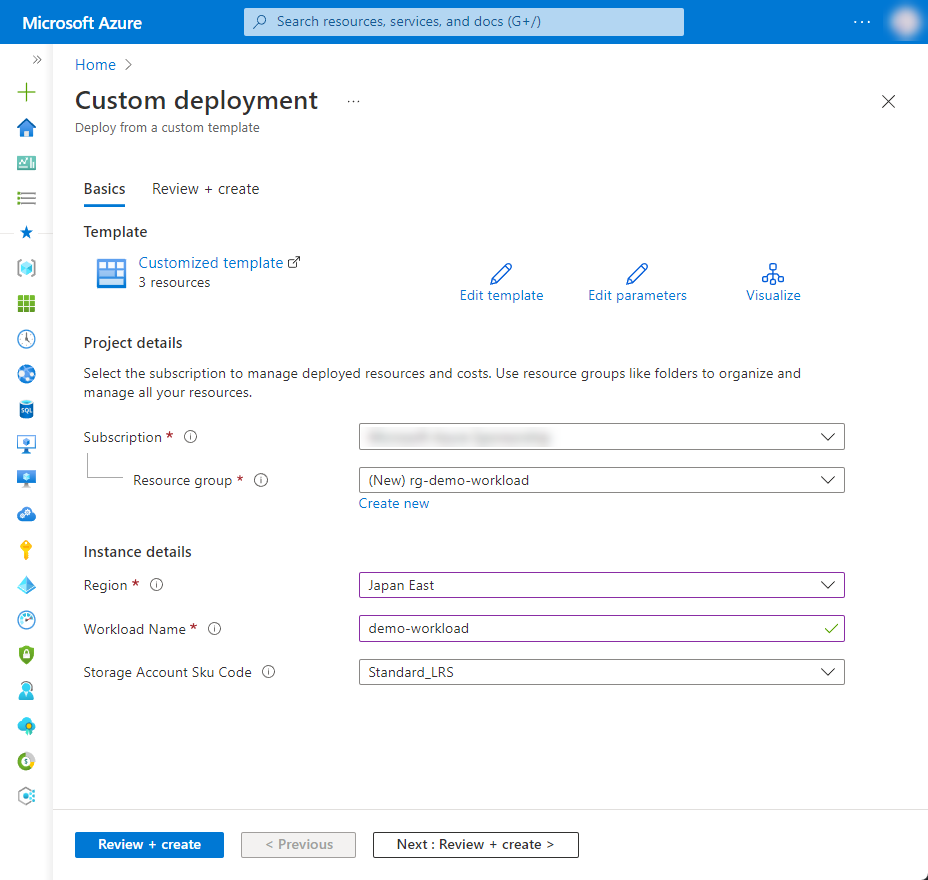 Microsoft Azure
Search resources, services, and docs (G+/)
Home
Custom deployment
Deploy from a custom template
Basics
Review + create
Template
Customized template
3 resources
Edit template
Edit parameters
Visualize
Project details
Select the subscription to manage deployed resources and costs. Use resource groups like folders to organize and
manage all your resources.
Subscription *
Resource group *
(New) rg-demo-workload
Create new
Instance details
Region *
Japan East
Workload Name *
demo-workload
Storage Account Sku Code
Standard_LRS
Review + create
< Previous
Next : Review + create >